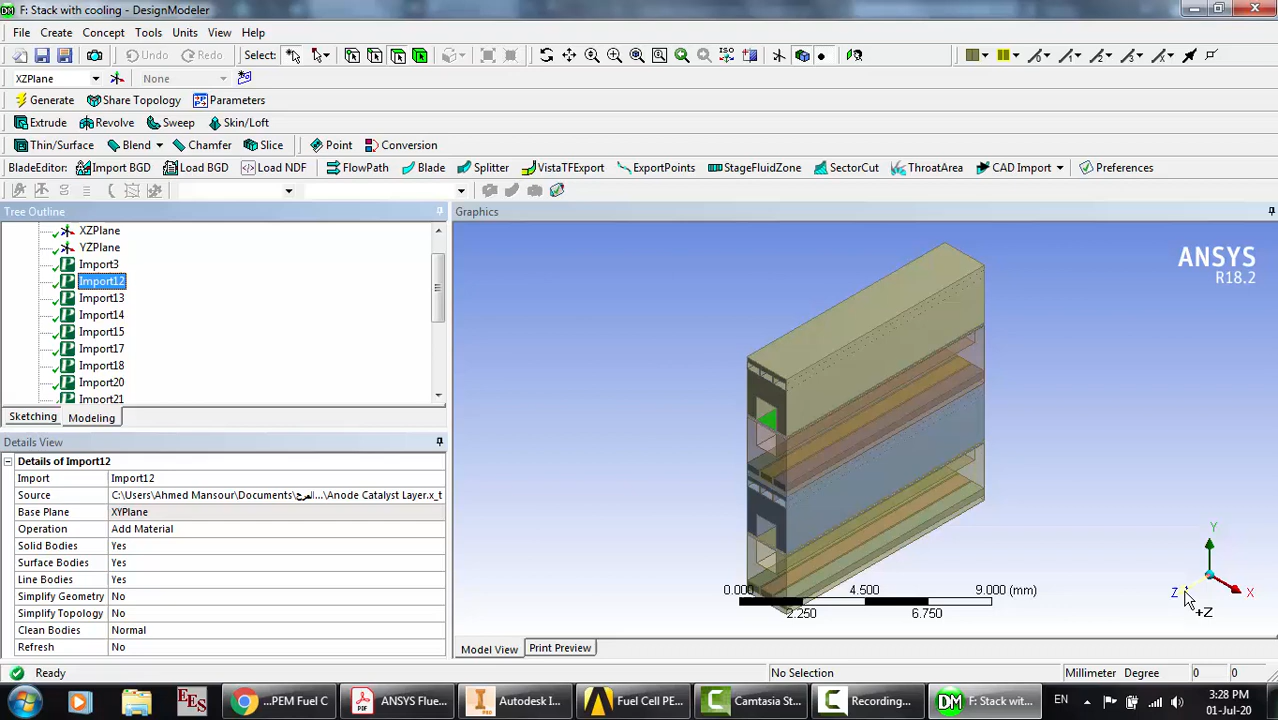 F: Stack with cooling - DesignModeler
File Create Concept Tools Units View Help
Undo Redo Select:
XZPlane None
Generate Share Topology Parameters
Extrude Revolve Sweep Skin/Loft
Thin/Surface Blend Chamfer Slice Point Conversion
BladeEditor: Import BGD Load BGD Load NDF FlowPath Blade Splitter VistaTFExport ExportPoints StageFluidZone SectorCut ThroatArea CAD Import Preferences
Tree Outline
Graphics
XZPlane
YZPlane
Import3
Import12
Import13
Import14
Import15
Import17
Import18
Import20
Import21
Sketching Modeling
Details View
Details of Import12
Import Import12
Source C:\Users\Ahmed Mansour\Documents\...\Anode Catalyst Layer.x_t
Base Plane XYPlane
Operation Add Material
Solid Bodies Yes
Surface Bodies Yes
Line Bodies Yes
Simplify Geometry No
Simplify Topology No
Clean Bodies Normal
Refresh No
ANSYS
R18.2
Y
Z
X
+Z
0.000 4.500 9.000 (mm)
2.250 6.750
Model View Print Preview
Ready No Selection Millimeter Degree 0 0
EES ...PEM Fuel C ANSYS Flue... Autodesk I... Fuel Cell PE... Camtasia St... Recording... DM F: Stack wit... EN 3:28 PM
01-Jul-20